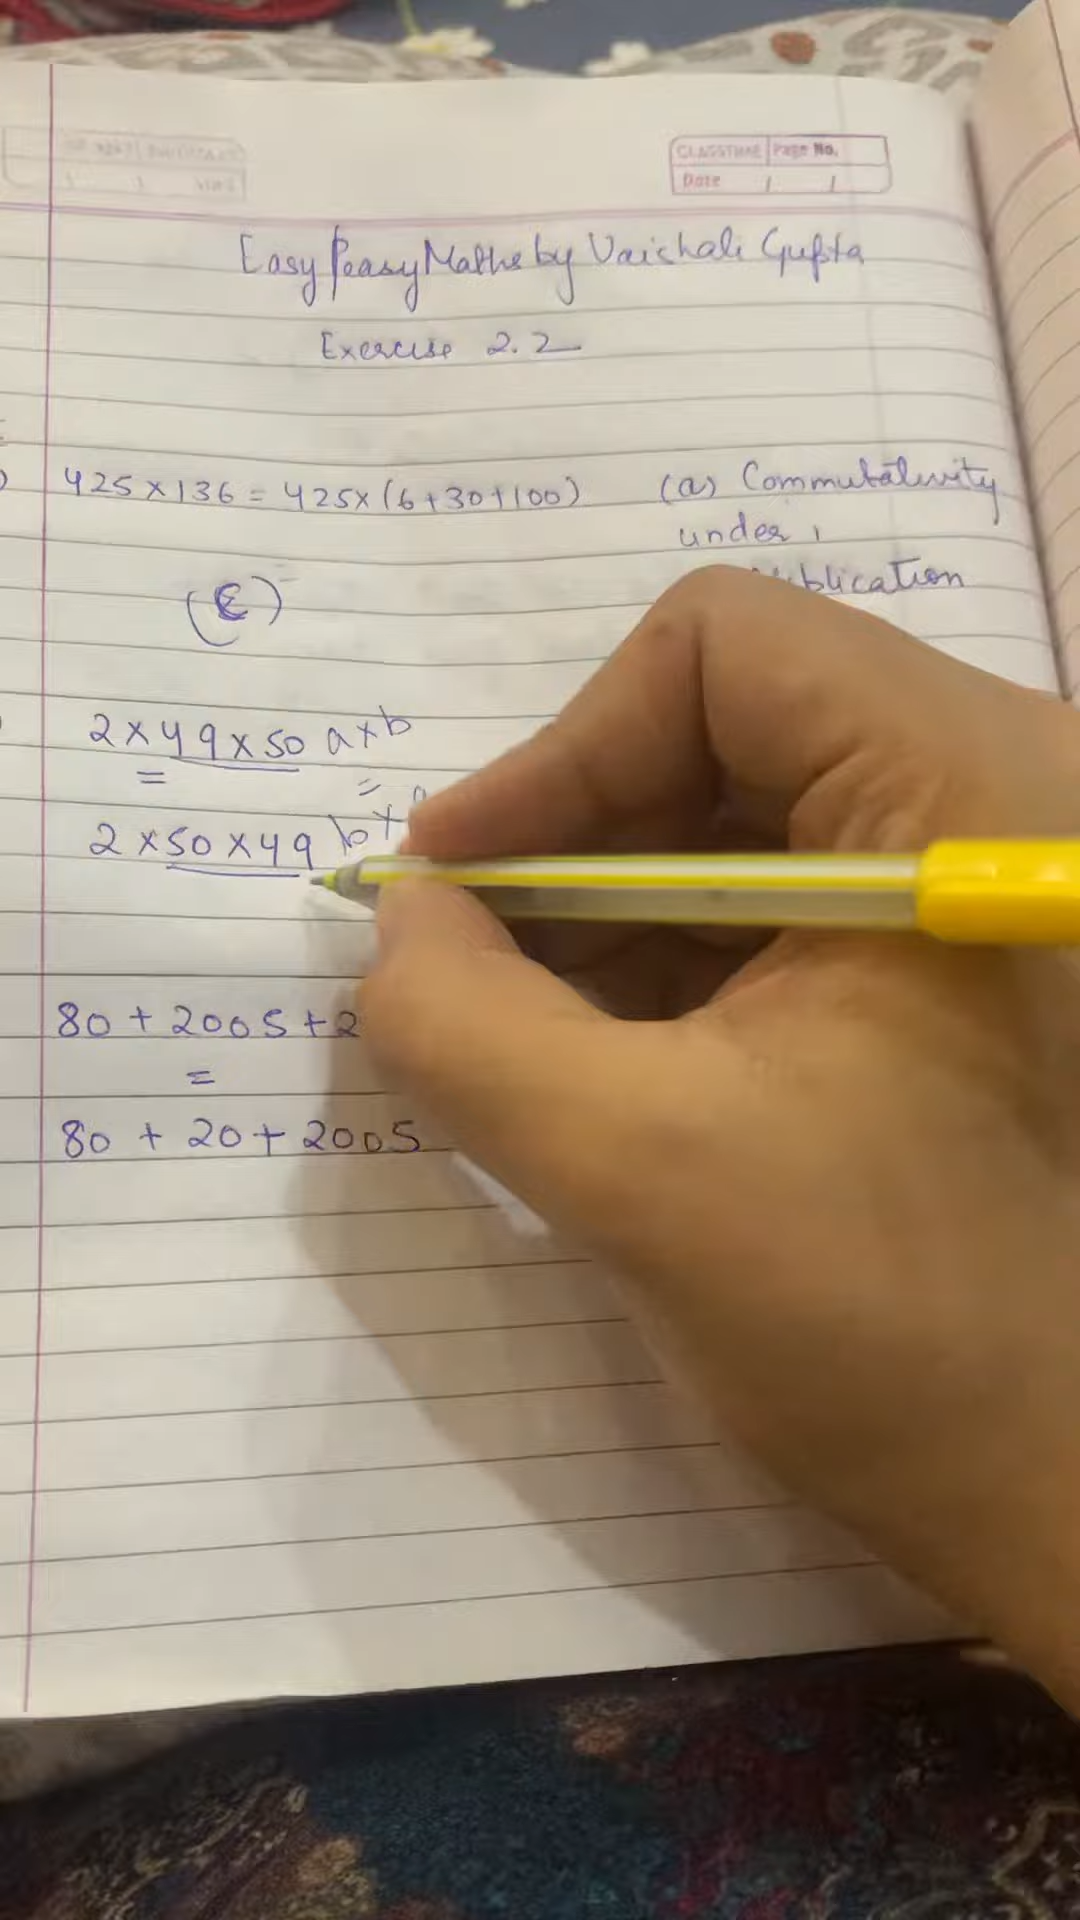 CLASSTIME Page No.
Date / /
Easy Peasy Maths by Vaishali Gupta
Exercise 2.2
425×136 = 425×(6+30+100) (a) Commutativity
under
(c)
2 × 49 × 50 a×b
= =
2 × 50 × 49 b×
80 + 2005 + 2
=
80 + 20 + 2005